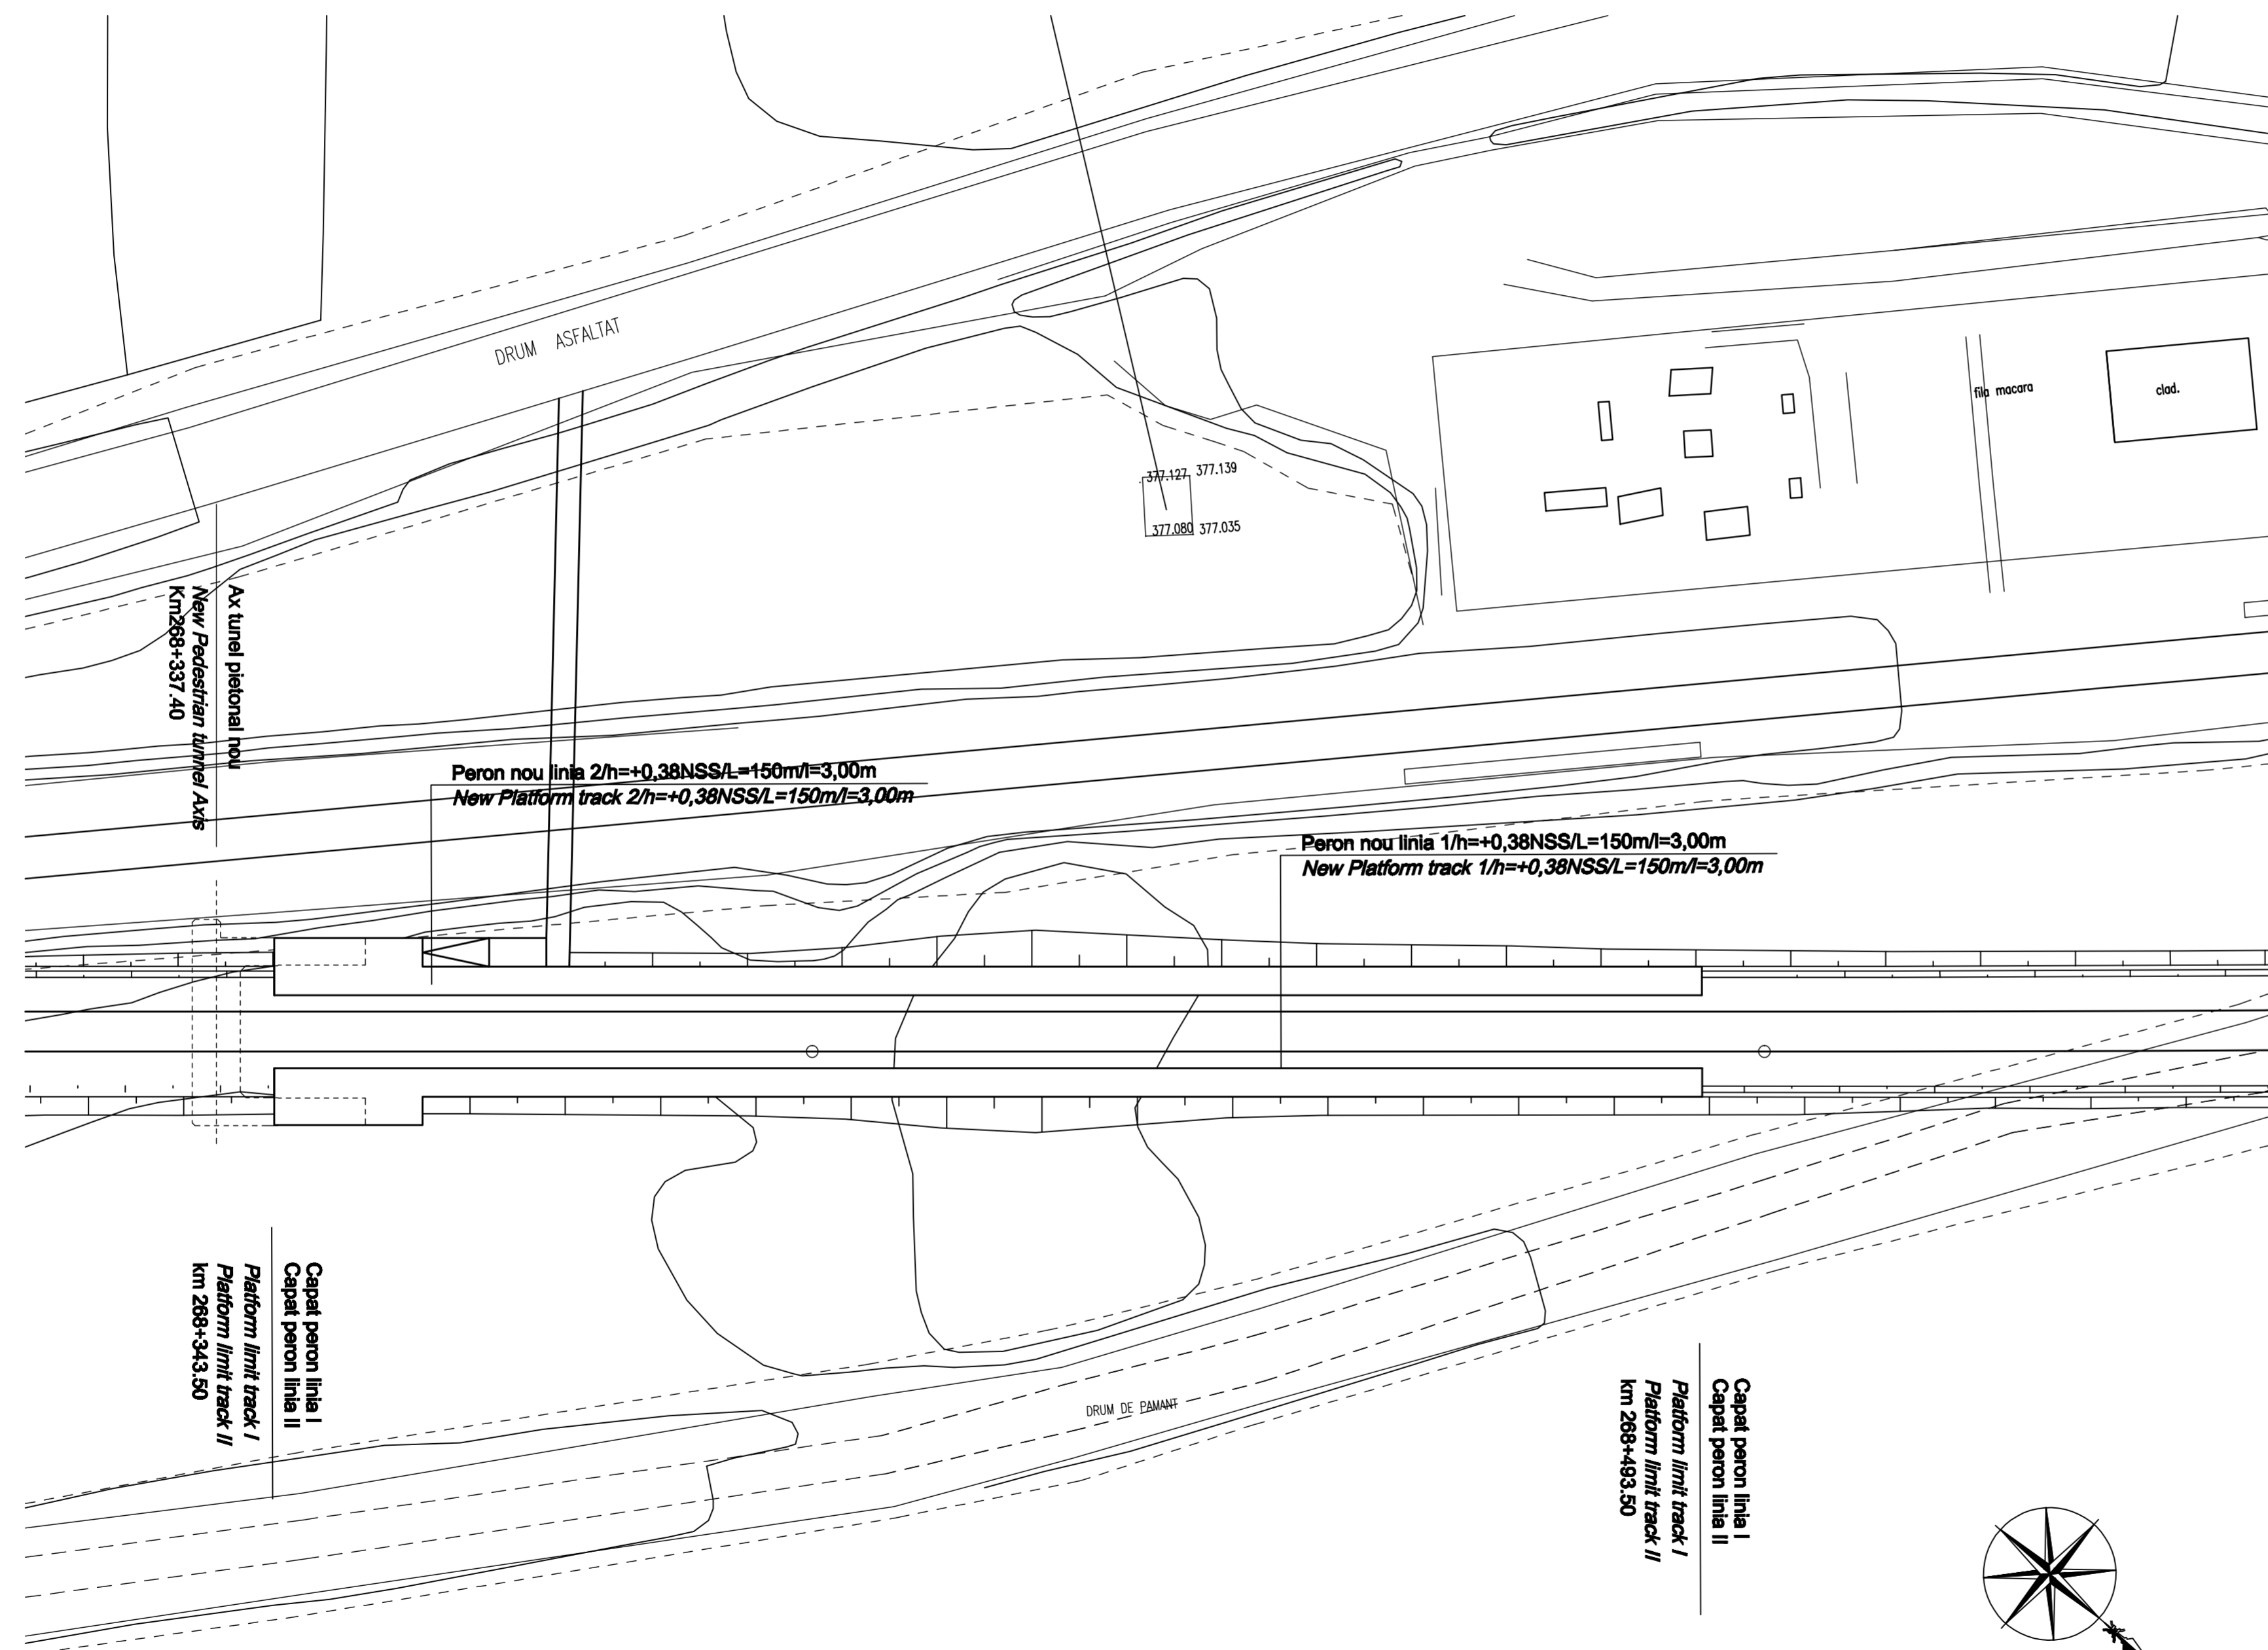 DRUM ASFALTAT
fila macara
clad.
377.127
377.139
377.080
377.035
Ax tunel pietonal nou
New Pedestrian tunnel Axis
Km268+337.40
Peron nou linia 2/h=+0,38NSS/L=150m/l=3,00m
New Platform track 2/h=+0,38NSS/L=150m/l=3,00m
Peron nou linia 1/h=+0,38NSS/L=150m/l=3,00m
New Platform track 1/h=+0,38NSS/L=150m/l=3,00m
Capat peron linia I
Capat peron linia II
Platform limit track I
Platform limit track II
km 268+343.50
DRUM DE PAMANT
Capat peron linia I
Capat peron linia II
Platform limit track I
Platform limit track II
km 268+493.50